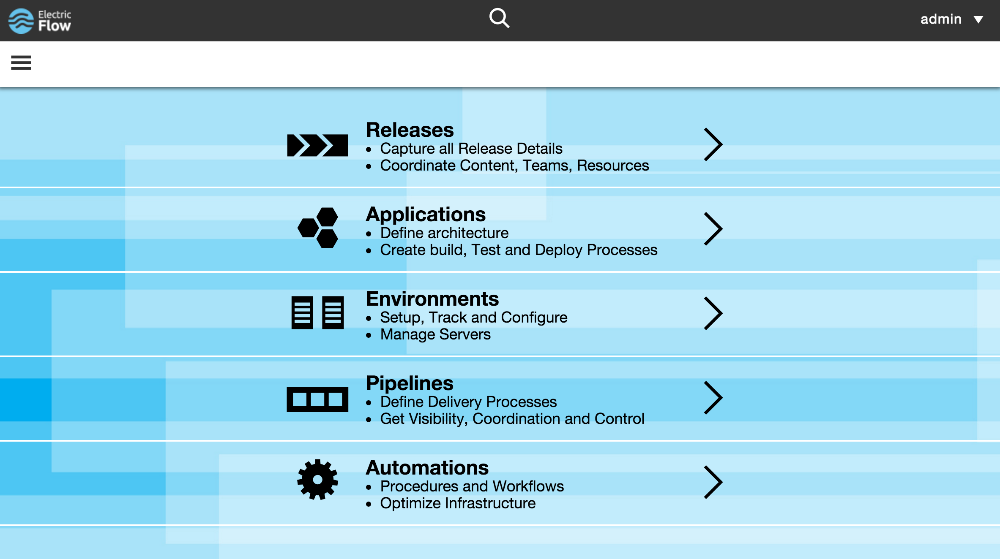 Electric
Flow
admin
Releases
• Capture all Release Details
• Coordinate Content, Teams, Resources
Applications
• Define architecture
• Create build, Test and Deploy Processes
Environments
• Setup, Track and Configure
• Manage Servers
Pipelines
• Define Delivery Processes
• Get Visibility, Coordination and Control
Automations
• Procedures and Workflows
• Optimize Infrastructure